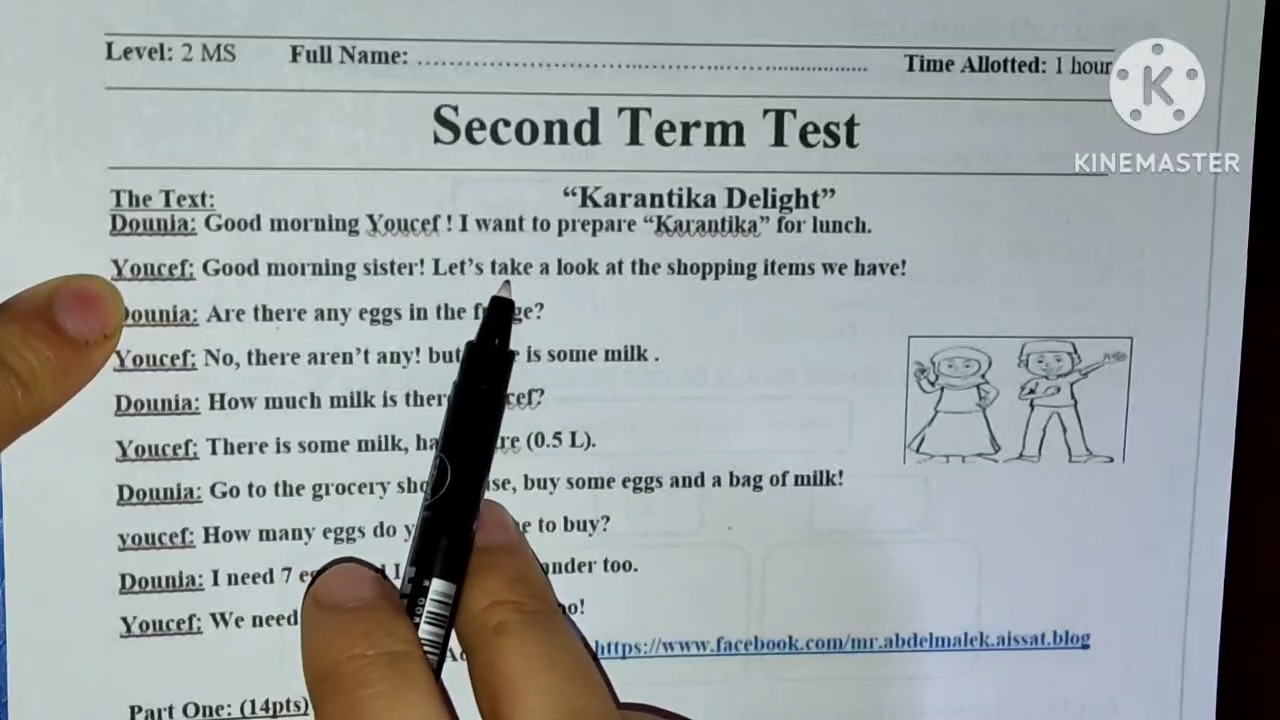 Level: 2 MS Full Name: ............................................................ Time Allotted: 1 hour
K
KINEMASTER
Second Term Test
The Text: “Karantika Delight”
Dounia: Good morning Youcef ! I want to prepare “Karantika” for lunch.
Youcef: Good morning sister! Let’s take a look at the shopping items we have!
Dounia: Are there any eggs in the
Youcef: No, there aren’t any! but is some milk .
Dounia: How much milk is there
Youcef: There is some milk, (0.5 L).
Dounia: Go to the grocery buy some eggs and a bag of milk!
youcef: How many eggs do to buy?
Dounia: I need 7 too.
Youcef: We need
https://www.facebook.com/mr.abdelmalek.aissat.blog
Part One: (14pts)